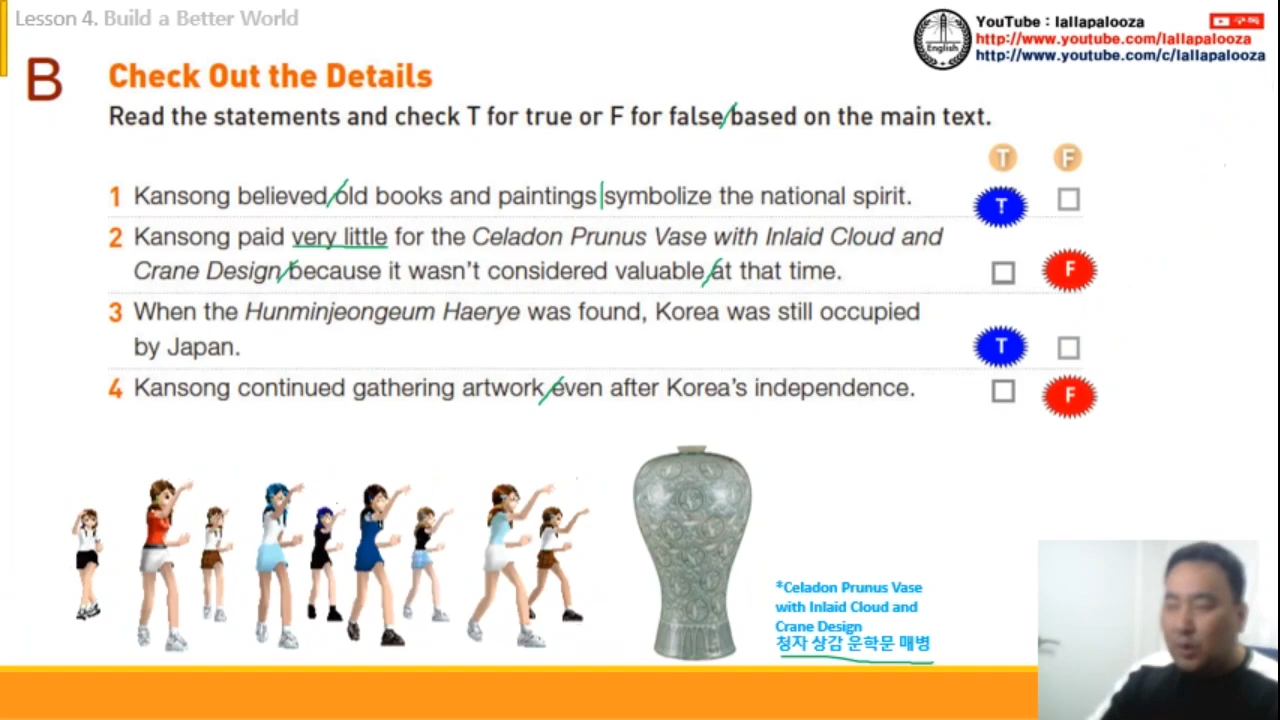 Lesson 4. Build a Better World
YouTube : lallapalooza
구독
http://www.youtube.com/lallapalooza
http://www.youtube.com/c/lallapalooza
English
B
Check Out the Details
Read the statements and check T for true or F for false based on the main text.
T F
1 Kansong believed old books and paintings symbolize the national spirit.
T
2 Kansong paid very little for the Celadon Prunus Vase with Inlaid Cloud and
Crane Design because it wasn't considered valuable at that time.
F
3 When the Hunminjeongeum Haerye was found, Korea was still occupied
by Japan.
T
4 Kansong continued gathering artwork even after Korea's independence.
F
*Celadon Prunus Vase
with Inlaid Cloud and
Crane Design
청자 상감 운학문 매병